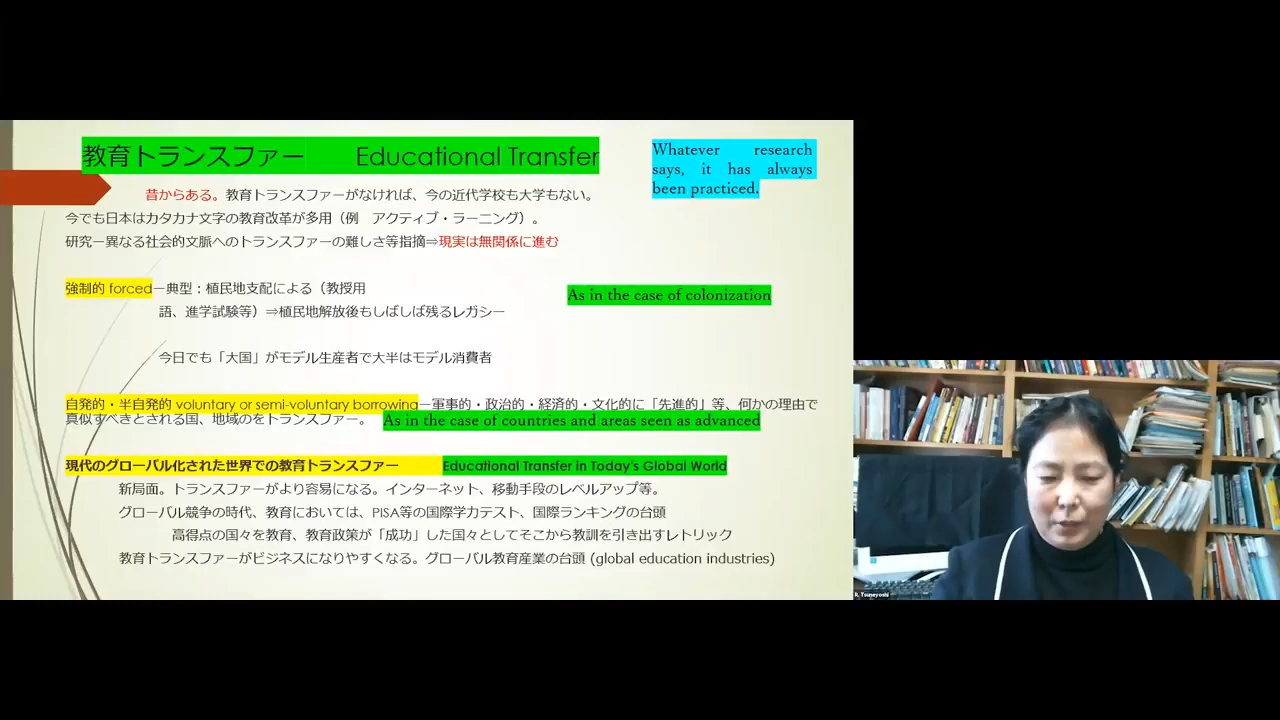 教育トランスファー Educational Transfer
Whatever research
says, it has always
been practiced.
昔からある。教育トランスファーがなければ、今の近代学校も大学もない。
今でも日本はカタカナ文字の教育改革が多用（例　アクティブ・ラーニング）。
研究－異なる社会的文脈へのトランスファーの難しさ等指摘⇒現実は無関係に進む
強制的 forced－典型：植民地支配による（教授用
As in the case of colonization
語、進学試験等）⇒植民地解放後もしばしば残るレガシー
今日でも「大国」がモデル生産者で大半はモデル消費者
自発的・半自発的 voluntary or semi-voluntary borrowing－軍事的・政治的・経済的・文化的に「先進的」等、何かの理由で
真似すべきとされる国、地域のをトランスファー。 As in the case of countries and areas seen as advanced
現代のグローバル化された世界での教育トランスファー Educational Transfer in Today's Global World
新局面。トランスファーがより容易になる。インターネット、移動手段のレベルアップ等。
グローバル競争の時代、教育においては、PISA等の国際学力テスト、国際ランキングの台頭
高得点の国々を教育、教育政策が「成功」した国々としてそこから教訓を引き出すレトリック
教育トランスファーがビジネスになりやすくなる。グローバル教育産業の台頭 (global education industries)
R. Tsuneyoshi